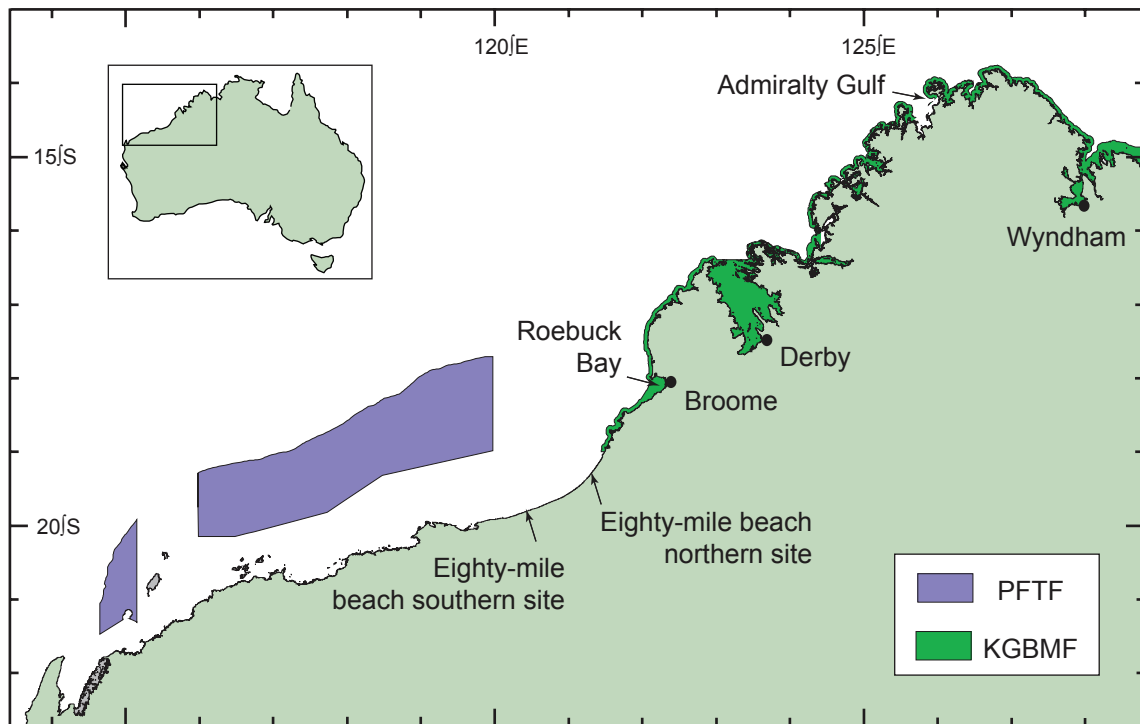 120∫E
125∫E
Admiralty Gulf
15∫S
Wyndham
Roebuck
Bay
Derby
Broome
20∫S
Eighty-mile beach
northern site
Eighty-mile
beach southern site
PFTF
KGBMF